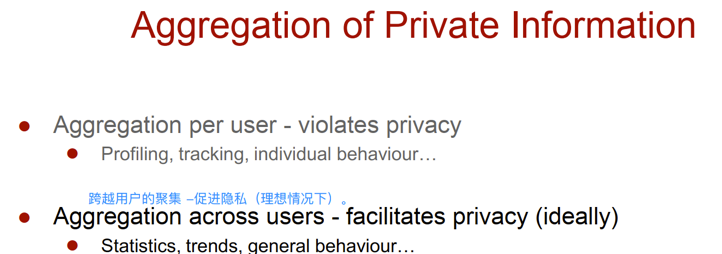 Aggregation of Private Information
Aggregation per user - violates privacy
Profiling, tracking, individual behaviour…
跨越用户的聚集 –促进隐私（理想情况下）。
Aggregation across users - facilitates privacy (ideally)
Statistics, trends, general behaviour…